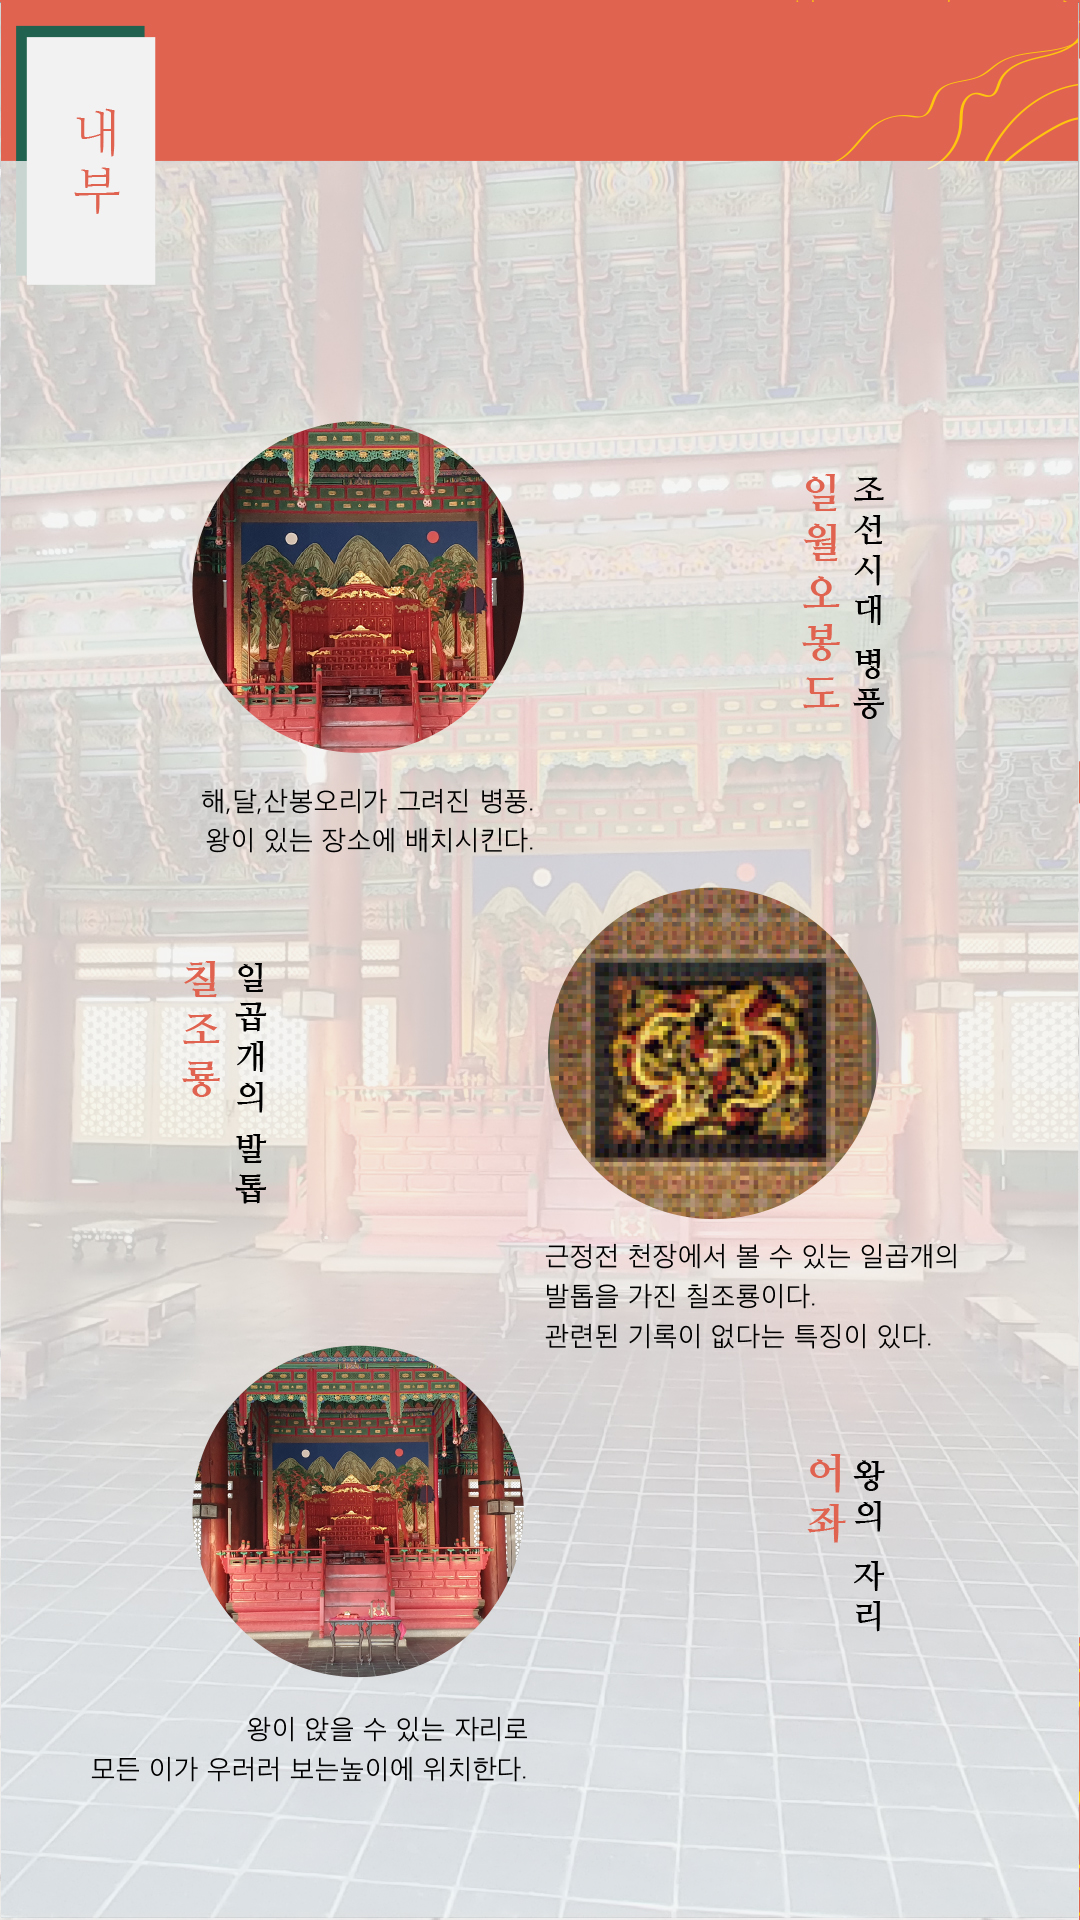 내부
일월오봉도
조선시대 병풍
해,달,산봉오리가 그려진 병풍.
왕이 있는 장소에 배치시킨다.
칠조룡
일곱개의 발톱
근정전 천장에서 볼 수 있는 일곱개의
발톱을 가진 칠조룡이다.
관련된 기록이 없다는 특징이 있다.
어좌
왕의 자리
왕이 앉을 수 있는 자리로
모든 이가 우러러 보는높이에 위치한다.